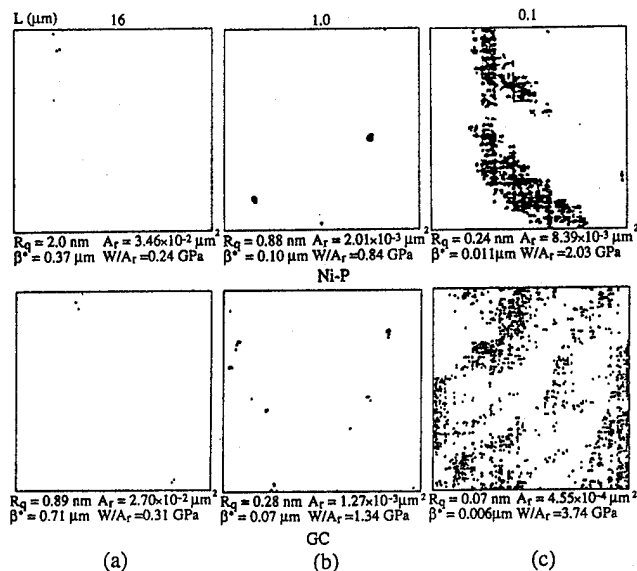 L (μm) 16 1.0 0.1
Rq = 2.0 nm Ar = 3.46×10⁻² μm² Rq = 0.88 nm Ar = 2.01×10⁻³ μm² Rq = 0.24 nm Ar = 8.39×10⁻³ μm²
β* = 0.37 μm W/Ar = 0.24 GPa β* = 0.10 μm W/Ar = 0.84 GPa β* = 0.011μm W/Ar = 2.03 GPa
Ni-P
Rq = 0.89 nm Ar = 2.70×10⁻² μm² Rq = 0.28 nm Ar = 1.27×10⁻³ μm² Rq = 0.07 nm Ar = 4.55×10⁻⁴ μm²
β* = 0.71 μm W/Ar = 0.31 GPa β* = 0.07 μm W/Ar = 1.34 GPa β* = 0.006μm W/Ar = 3.74 GPa
GC
(a) (b) (c)